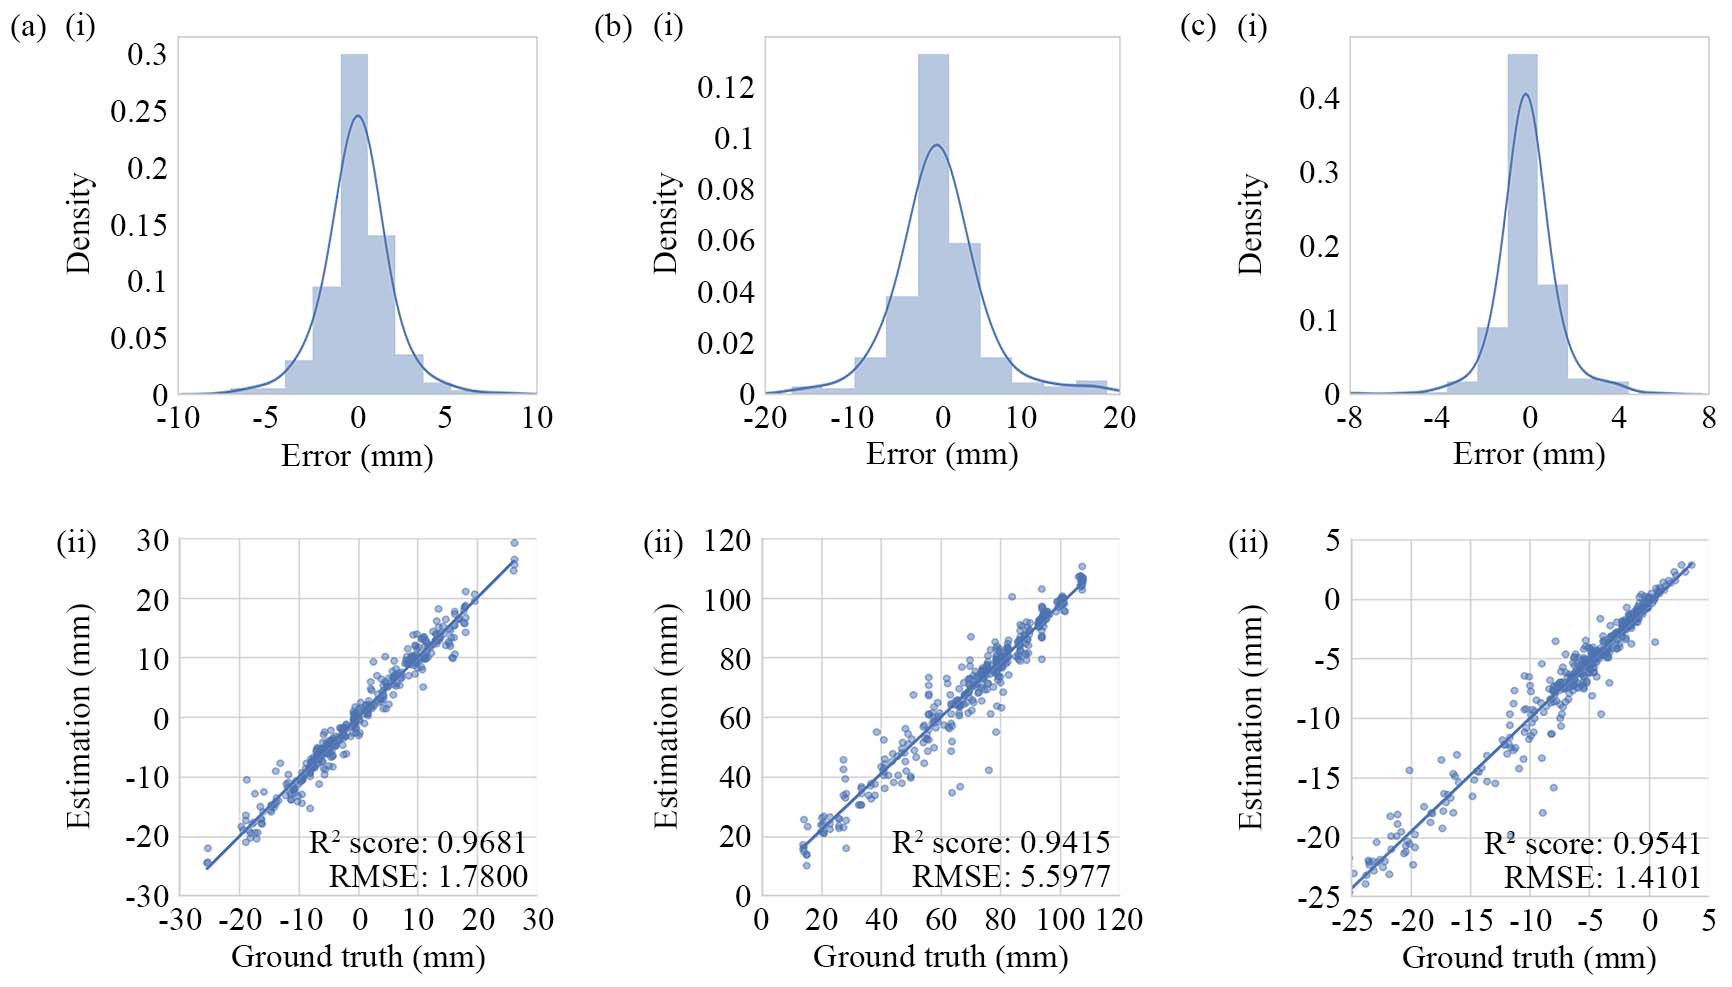 (a) (i)
0.3
0.25
0.2
0.15
0.1
0.05
0
Density
-10 -5 0 5 10
Error (mm)
(b) (i)
0.12
0.1
0.08
0.06
0.04
0.02
0
Density
-20 -10 0 10 20
Error (mm)
(c) (i)
0.4
0.3
0.2
0.1
0
Density
-8 -4 0 4 8
Error (mm)
(ii)
30
20
10
0
-10
-20
-30
Estimation (mm)
R² score: 0.9681
RMSE: 1.7800
-30 -20 -10 0 10 20 30
Ground truth (mm)
(ii)
120
100
80
60
40
20
0
Estimation (mm)
R² score: 0.9415
RMSE: 5.5977
0 20 40 60 80 100 120
Ground truth (mm)
(ii)
5
0
-5
-10
-15
-20
-25
Estimation (mm)
R² score: 0.9541
RMSE: 1.4101
-25 -20 -15 -10 -5 0 5
Ground truth (mm)